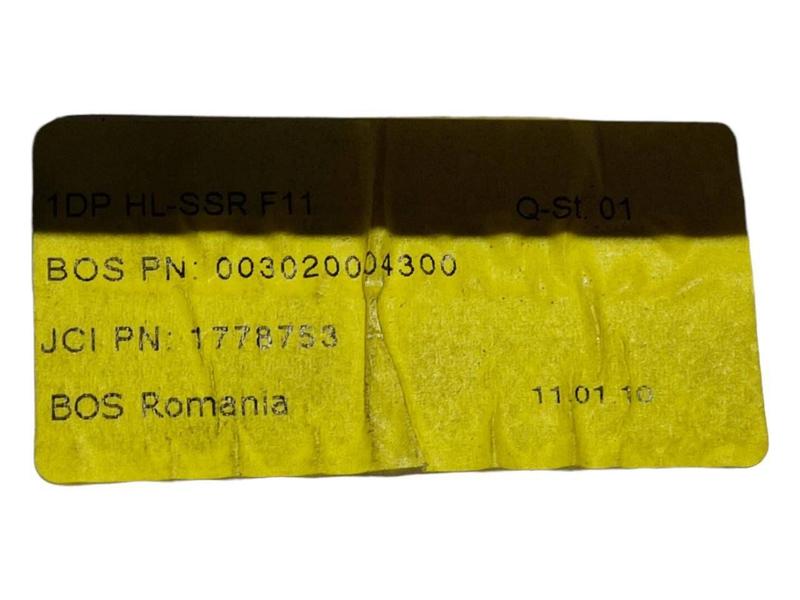 1DP HL-SSR F11 Q-St. 01
BOS PN: 003020004300
JCI PN: 1778753
BOS Romania 11.01.10